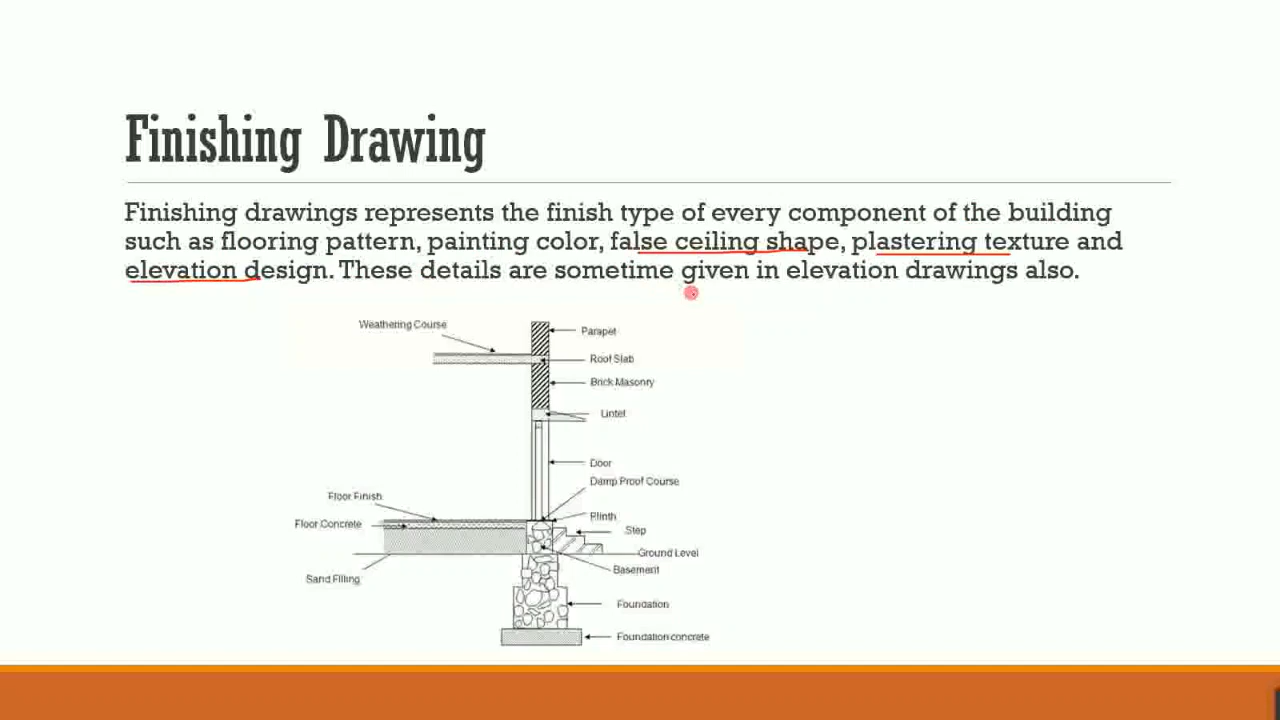 Finishing Drawing
Finishing drawings represents the finish type of every component of the building
such as flooring pattern, painting color, false ceiling shape, plastering texture and
elevation design. These details are sometime given in elevation drawings also.
Weathering Course
Parapet
Roof Slab
Brick Masonry
Lintel
Door
Damp Proof Course
Floor Finish
Plinth
Floor Concrete
Step
Ground Level
Basement
Sand Filling
Foundation
Foundation concrete